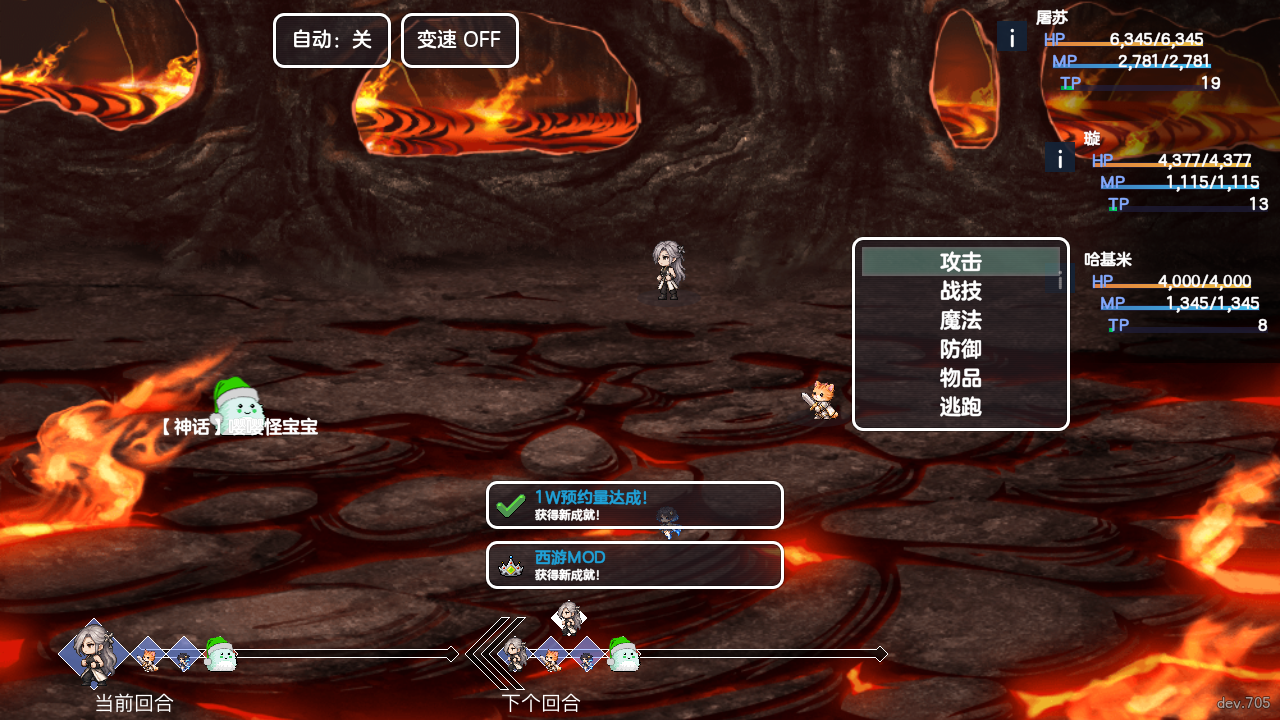 自动：关
变速 OFF
屠苏
HP 6,345/6,345
MP 2,781/2,781
TP 19
璇
HP 4,377/4,377
MP 1,115/1,115
TP 13
哈基米
HP 4,000/4,000
MP 1,345/1,345
TP 8
攻击
战技
魔法
防御
物品
逃跑
【神话】嘤嘤怪宝宝
1W预约量达成！
获得新成就！
西游MOD
获得新成就！
当前回合
下个回合
dev.705